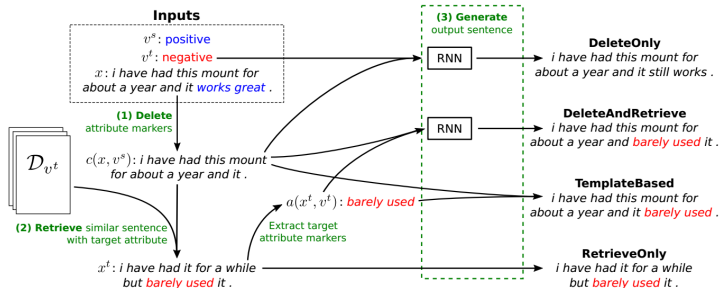 Inputs
v^s: positive
v^t: negative
x: i have had this mount for
about a year and it works great .
(1) Delete
attribute markers
c(x, v^s): i have had this mount
for about a year and it .
D_{v^t}
(2) Retrieve similar sentence
with target attribute
x^t: i have had it for a while
but barely used it .
Extract target
attribute markers
a(x^t, v^t): barely used
(3) Generate
output sentence
RNN
RNN
DeleteOnly
i have had this mount for
about a year and it still works .
DeleteAndRetrieve
i have had this mount for
about a year and barely used it .
TemplateBased
i have had this mount for
about a year and it barely used .
RetrieveOnly
i have had it for a while
but barely used it .